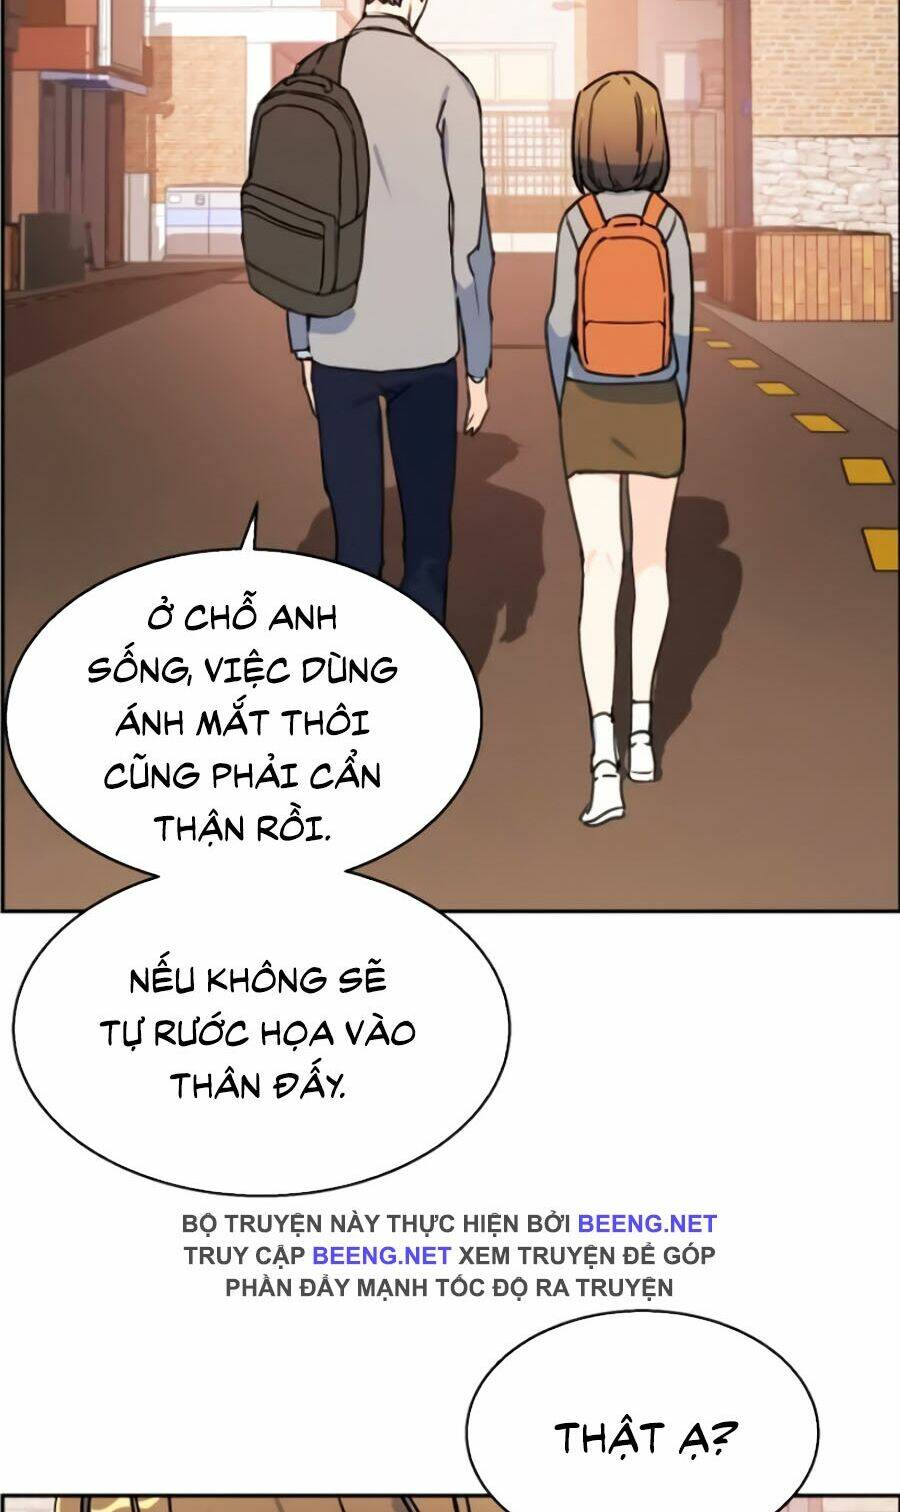 Ở CHỖ ANH
SỐNG, VIỆC DÙNG
ÁNH MẮT THÔI
CŨNG PHẢI CẨN
THẬN RỒI.
NẾU KHÔNG SẼ
TỰ RƯỚC HỌA VÀO
THÂN ĐẤY.
BỘ TRUYỆN NÀY THỰC HIỆN BỞI BEENG.NET
TRUY CẬP BEENG.NET XEM TRUYỆN ĐỂ GÓP
PHẦN ĐẨY MẠNH TỐC ĐỘ RA TRUYỆN
THẬT Ạ?